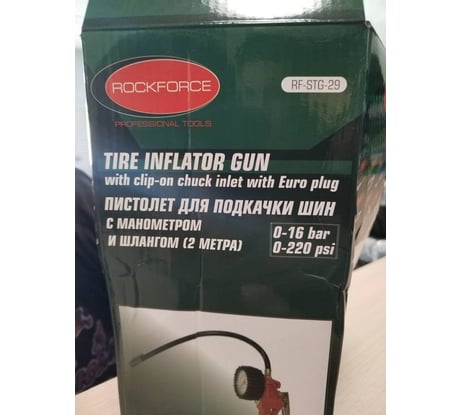 ROCKFORCE
RF-STG-29
PROFESSIONAL TOOLS
TIRE INFLATOR GUN
with clip-on chuck inlet with Euro plug
ПИСТОЛЕТ ДЛЯ ПОДКАЧКИ ШИН
С МАНОМЕТРОМ
И ШЛАНГОМ (2 МЕТРА)
0-16 bar
0-220 psi